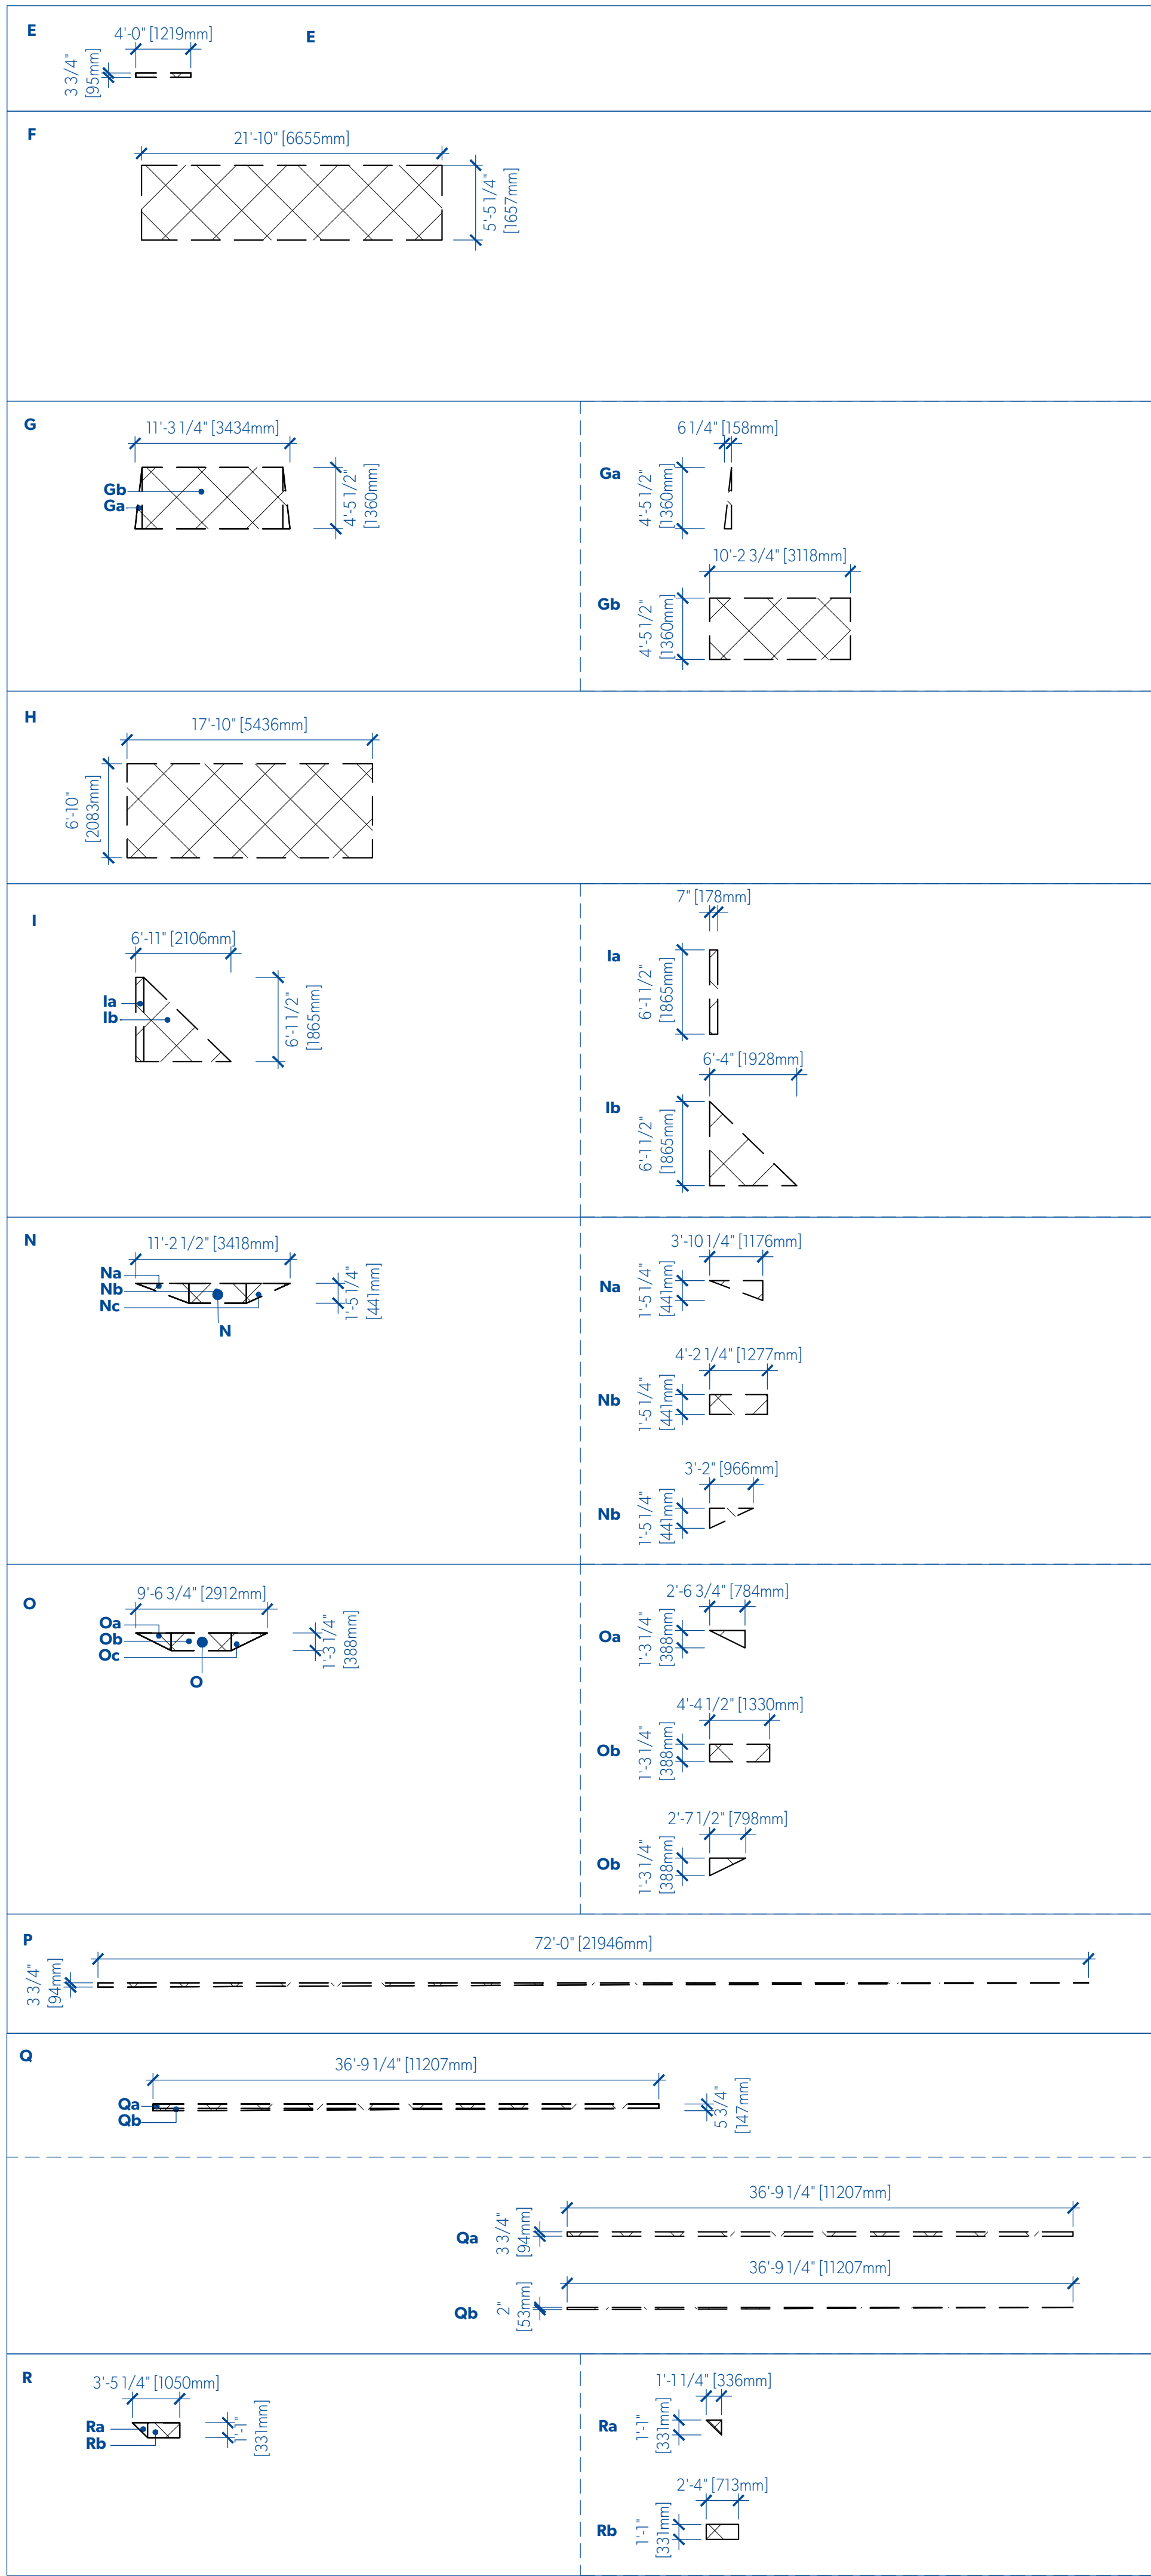 E
4'-0" [1219mm]
E
3 3/4"
[95mm]
F
21'-10" [6655mm]
5'-5 1/4"
[1657mm]
G
11'-3 1/4" [3434mm]
Gb
Ga
4'-5 1/2"
[1360mm]
6 1/4" [158mm]
Ga
4'-5 1/2"
[1360mm]
10'-2 3/4" [3118mm]
Gb
4'-5 1/2"
[1360mm]
H
17'-10" [5436mm]
6'-10"
[2083mm]
I
6'-11" [2106mm]
Ia
Ib
6'-1 1/2"
[1865mm]
7" [178mm]
Ia
6'-1 1/2"
[1865mm]
6'-4" [1928mm]
Ib
6'-1 1/2"
[1865mm]
N
11'-2 1/2" [3418mm]
Na
Nb
Nc
N
1'-5 1/4"
[441mm]
3'-10 1/4" [1176mm]
Na
1'-5 1/4"
[441mm]
4'-2 1/4" [1277mm]
Nb
1'-5 1/4"
[441mm]
3'-2" [966mm]
Nb
1'-5 1/4"
[441mm]
O
9'-6 3/4" [2912mm]
Oa
Ob
Oc
O
1'-3 1/4"
[388mm]
2'-6 3/4" [784mm]
Oa
1'-3 1/4"
[388mm]
4'-4 1/2" [1330mm]
Ob
1'-3 1/4"
[388mm]
2'-7 1/2" [798mm]
Ob
1'-3 1/4"
[388mm]
P
72'-0" [21946mm]
3 3/4"
[94mm]
Q
36'-9 1/4" [11207mm]
Qa
Qb
5 3/4"
[147mm]
36'-9 1/4" [11207mm]
Qa
3 3/4"
[94mm]
36'-9 1/4" [11207mm]
Qb
2"
[53mm]
R
3'-5 1/4" [1050mm]
Ra
Rb
1'-1"
[331mm]
1'-1 1/4" [336mm]
Ra
1'-1"
[331mm]
2'-4" [713mm]
Rb
1'-1"
[331mm]